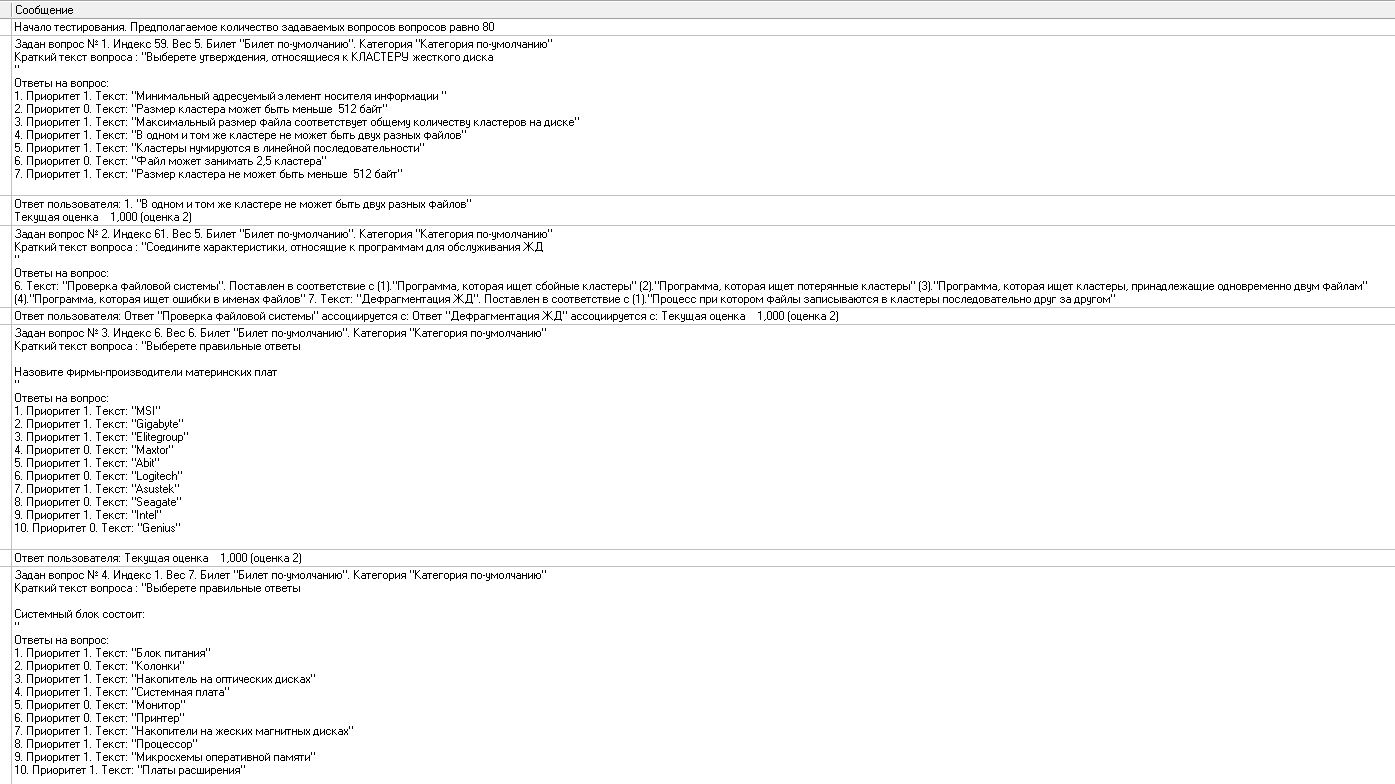 Сообщение
Начало тестирования. Предполагаемое количество задаваемых вопросов вопросов равно 80
Задан вопрос № 1. Индекс 59. Вес 5. Билет "Билет по-умолчанию". Категория "Категория по-умолчанию"
Краткий текст вопроса : "Выберете утверждения, относящиеся к КЛАСТЕРУ жесткого диска
"
Ответы на вопрос:
1. Приоритет 1. Текст: "Минимальный адресуемый элемент носителя информации "
2. Приоритет 0. Текст: "Размер кластера может быть меньше  512 байт"
3. Приоритет 1. Текст: "Максимальный размер файла соответствует общему количеству кластеров на диске"
4. Приоритет 1. Текст: "В одном и том же кластере не может быть двух разных файлов"
5. Приоритет 1. Текст: "Кластеры нумируются в линейной последовательности"
6. Приоритет 0. Текст: "Файл может занимать 2,5 кластера"
7. Приоритет 1. Текст: "Размер кластера не может быть меньше  512 байт"
Ответ пользователя: 1. "В одном и том же кластере не может быть двух разных файлов"
Текущая оценка    1,000 (оценка 2)
Задан вопрос № 2. Индекс 61. Вес 5. Билет "Билет по-умолчанию". Категория "Категория по-умолчанию"
Краткий текст вопроса : "Соедините характеристики, относящие к программам для обслуживания ЖД
"
Ответы на вопрос:
6. Текст: "Проверка файловой системы". Поставлен в соответствие с (1)."Программа, которая ищет сбойные кластеры" (2)."Программа, которая ищет потерянные кластеры" (3)."Программа, которая ищет кластеры, принадлежащие одновременно двум файлам"
(4)."Программа, которая ищет ошибки в именах файлов" 7. Текст: "Дефрагментация ЖД". Поставлен в соответствие с (1)."Процесс при котором файлы записываются в кластеры последовательно друг за другом"
Ответ пользователя: Ответ "Проверка файловой системы" ассоциируется с: Ответ "Дефрагментация ЖД" ассоциируется с: Текущая оценка    1,000 (оценка 2)
Задан вопрос № 3. Индекс 6. Вес 6. Билет "Билет по-умолчанию". Категория "Категория по-умолчанию"
Краткий текст вопроса : "Выберете правильные ответы
Назовите фирмы-производители материнских плат
"
Ответы на вопрос:
1. Приоритет 1. Текст: "MSI"
2. Приоритет 1. Текст: "Gigabyte"
3. Приоритет 1. Текст: "Elitegroup"
4. Приоритет 0. Текст: "Maxtor"
5. Приоритет 1. Текст: "Abit"
6. Приоритет 0. Текст: "Logitech"
7. Приоритет 1. Текст: "Asustek"
8. Приоритет 0. Текст: "Seagate"
9. Приоритет 1. Текст: "Intel"
10. Приоритет 0. Текст: "Genius"
Ответ пользователя: Текущая оценка    1,000 (оценка 2)
Задан вопрос № 4. Индекс 1. Вес 7. Билет "Билет по-умолчанию". Категория "Категория по-умолчанию"
Краткий текст вопроса : "Выберете правильные ответы
Системный блок состоит:
"
Ответы на вопрос:
1. Приоритет 1. Текст: "Блок питания"
2. Приоритет 0. Текст: "Колонки"
3. Приоритет 1. Текст: "Накопитель на оптических дисках"
4. Приоритет 1. Текст: "Системная плата"
5. Приоритет 0. Текст: "Монитор"
6. Приоритет 0. Текст: "Принтер"
7. Приоритет 1. Текст: "Накопители на жеских магнитных дисках"
8. Приоритет 1. Текст: "Процессор"
9. Приоритет 1. Текст: "Микросхемы оперативной памяти"
10. Приоритет 1. Текст: "Платы расширения"